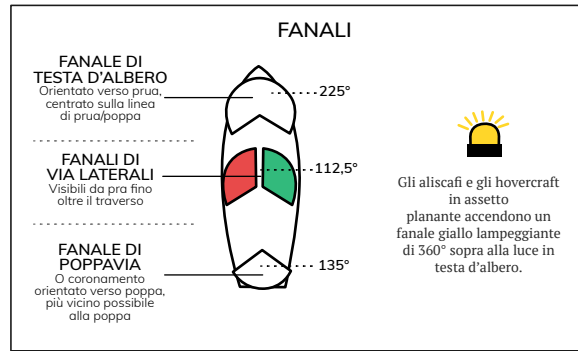 FANALI
FANALE DI
TESTA D'ALBERO
Orientato verso prua,
centrato sulla linea
di prua/poppa
225°
FANALI DI
VIA LATERALI
Visibili da pra fino
oltre il traverso
112,5°
FANALE DI
POPPAVIA
O coronamento
orientato verso poppa,
più vicino possibile
alla poppa
135°
Gli aliscafi e gli hovercraft
in assetto
planante accendono un
fanale giallo lampeggiante
di 360° sopra alla luce in
testa d'albero.